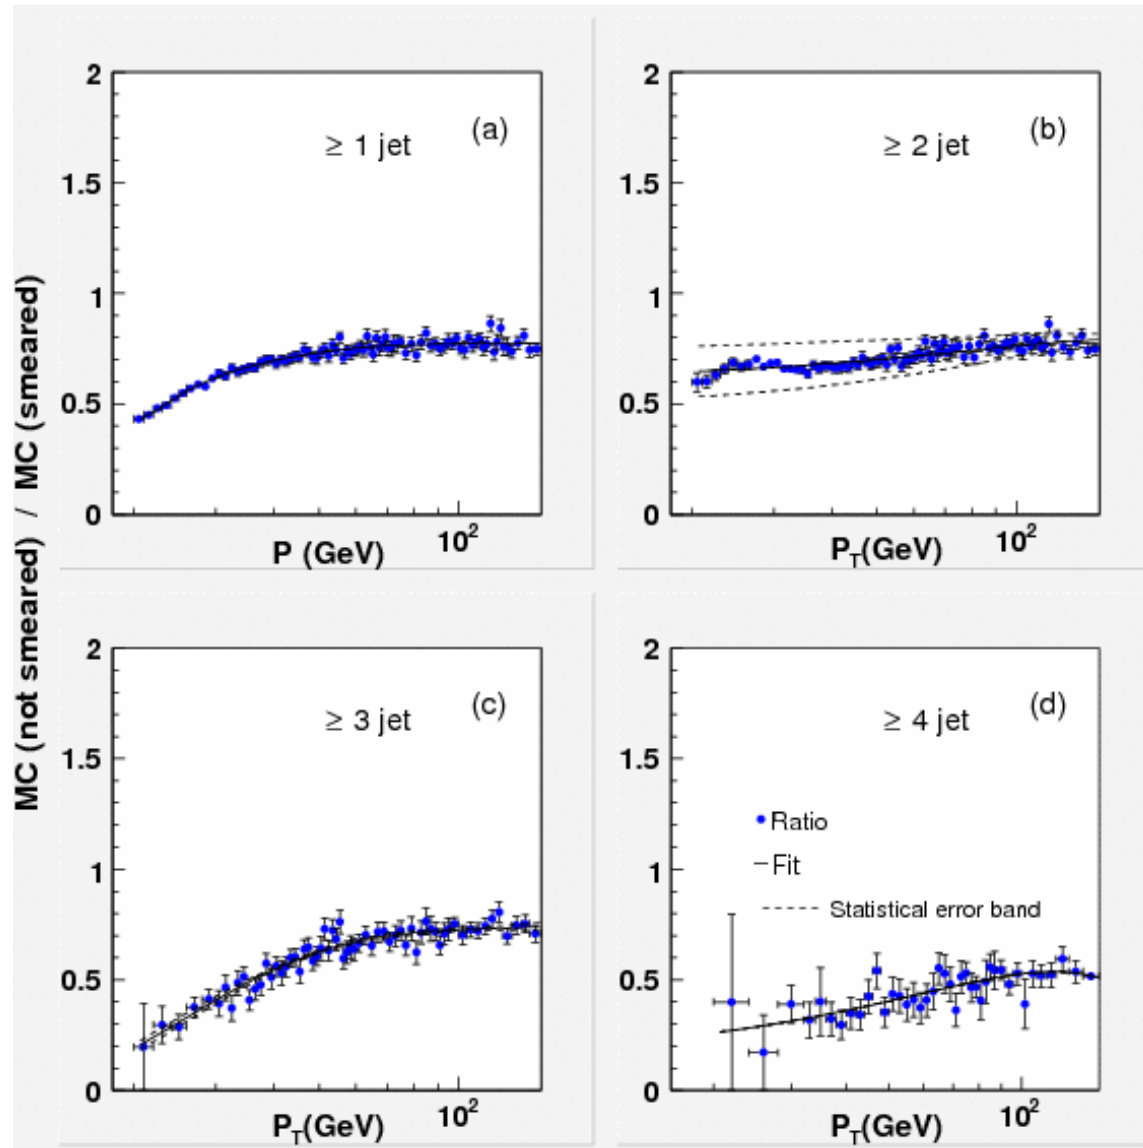 MC (not smeared) / MC (smeared)
2
1.5
1
0.5
0
≥ 1 jet
(a)
P (GeV)
10²
2
1.5
1
0.5
0
≥ 2 jet
(b)
P_T(GeV)
10²
2
1.5
1
0.5
0
≥ 3 jet
(c)
P_T(GeV)
10²
2
1.5
1
0.5
0
≥ 4 jet
(d)
Ratio
Fit
Statistical error band
P_T(GeV)
10²